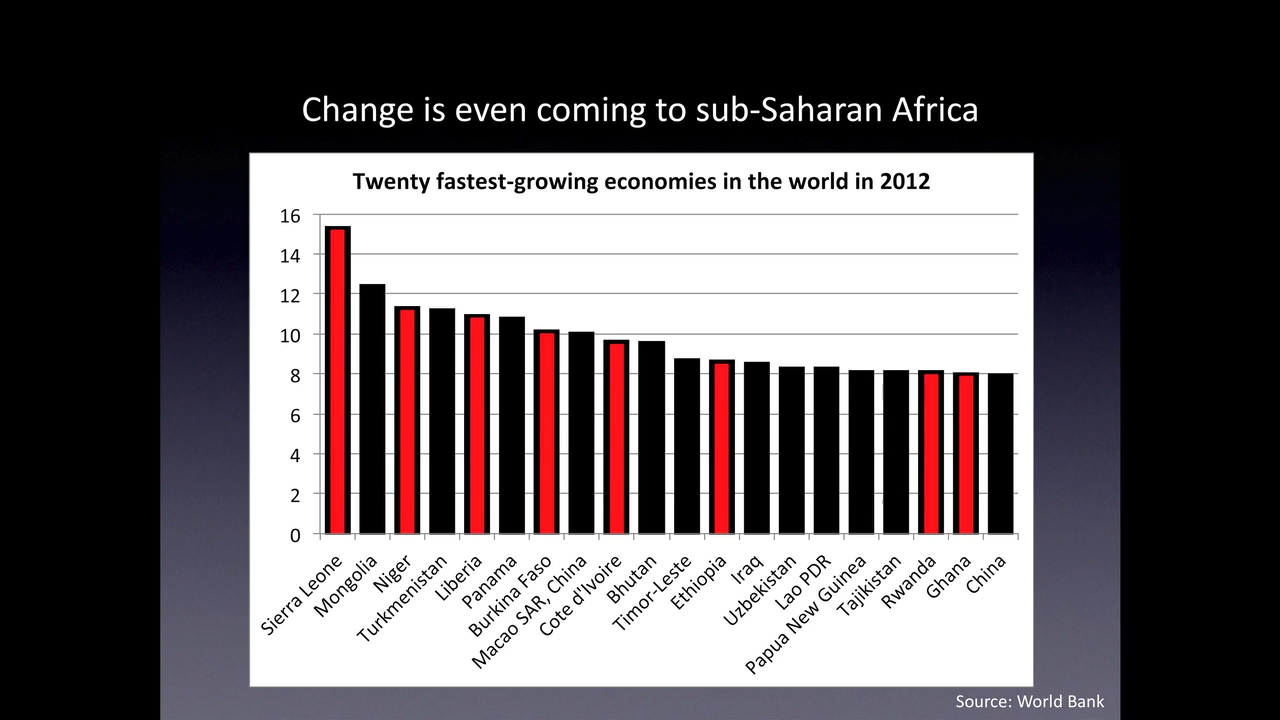 Change is even coming to sub-Saharan Africa
Twenty fastest-growing economies in the world in 2012
16
14
12
10
8
6
4
2
0
Sierra Leone
Mongolia
Niger
Turkmenistan
Liberia
Panama
Burkina Faso
Macao SAR, China
Cote d'Ivoire
Bhutan
Timor-Leste
Ethiopia
Iraq
Uzbekistan
Lao PDR
Papua New Guinea
Tajikistan
Rwanda
Ghana
China
Source: World Bank